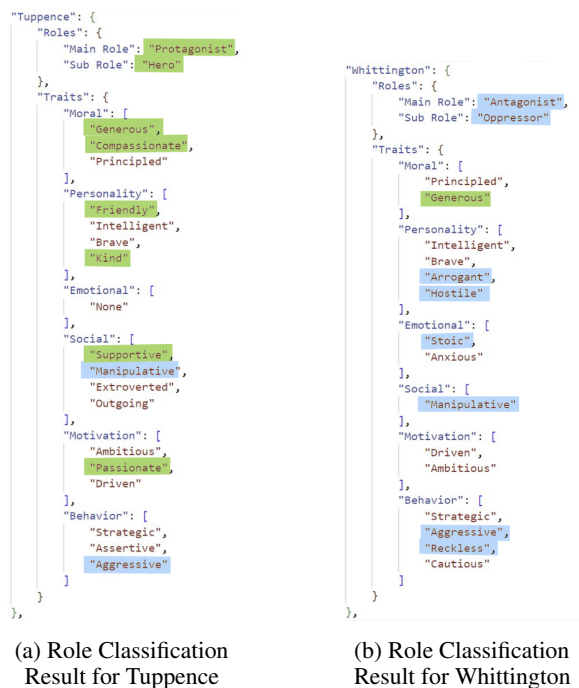 "Tuppence": {
"Roles": {
"Main Role": "Protagonist",
"Sub Role": "Hero"
},
"Traits": {
"Moral": [
"Generous",
"Compassionate",
"Principled"
],
"Personality": [
"Friendly",
"Intelligent",
"Brave",
"Kind"
],
"Emotional": [
"None"
],
"Social": [
"Supportive",
"Manipulative",
"Extroverted",
"Outgoing"
],
"Motivation": [
"Ambitious",
"Passionate",
"Driven"
],
"Behavior": [
"Strategic",
"Assertive",
"Aggressive"
]
}
},
(a) Role Classification
Result for Tuppence
"Whittington": {
"Roles": {
"Main Role": "Antagonist",
"Sub Role": "Oppressor"
},
"Traits": {
"Moral": [
"Principled",
"Generous"
],
"Personality": [
"Intelligent",
"Brave",
"Arrogant",
"Hostile"
],
"Emotional": [
"Stoic",
"Anxious"
],
"Social": [
"Manipulative"
],
"Motivation": [
"Driven",
"Ambitious"
],
"Behavior": [
"Strategic",
"Aggressive",
"Reckless",
"Cautious"
]
}
},
(b) Role Classification
Result for Whittington